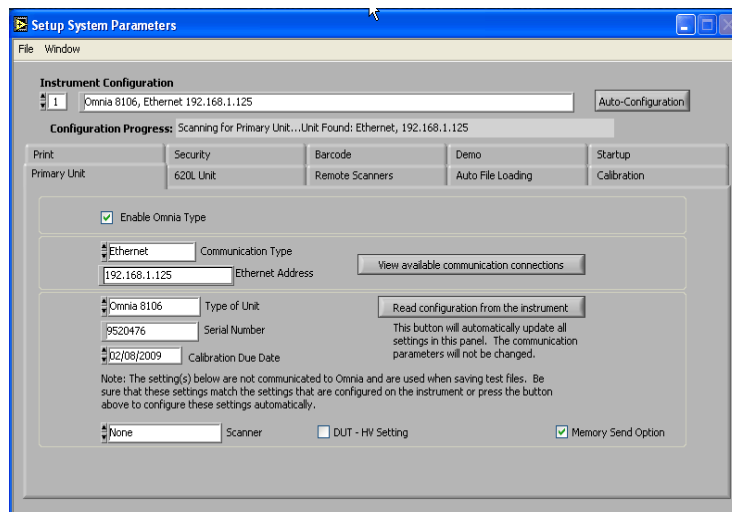 Setup System Parameters
File Window
Instrument Configuration
1 Omnia 8106, Ethernet 192.168.1.125 Auto-Configuration
Configuration Progress: Scanning for Primary Unit...Unit Found: Ethernet, 192.168.1.125
Print Security Barcode Demo Startup
Primary Unit 620L Unit Remote Scanners Auto File Loading Calibration
Enable Omnia Type
Ethernet Communication Type
View available communication connections
192.168.1.125 Ethernet Address
Omnia 8106 Type of Unit Read configuration from the instrument
9520476 Serial Number
This button will automatically update all
settings in this panel. The communication
parameters will not be changed.
02/08/2009 Calibration Due Date
Note: The setting(s) below are not communicated to Omnia and are used when saving test files. Be
sure that these settings match the settings that are configured on the instrument or press the button
above to configure these settings automatically.
None Scanner DUT - HV Setting Memory Send Option